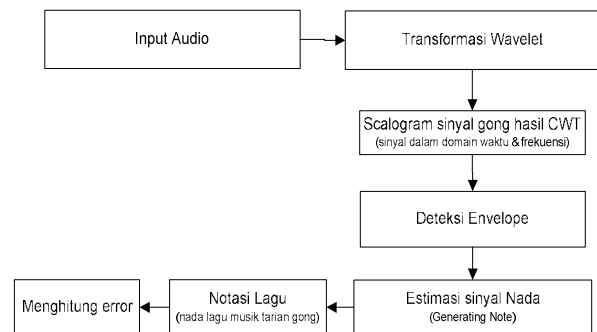 Input Audio
Transformasi Wavelet
Scalogram sinyal gong hasil CWT
(sinyal dalam domain waktu & frekuensi)
Deteksi Envelope
Estimasi sinyal Nada
(Generating Note)
Notasi Lagu
(nada lagu musik tarian gong)
Menghitung error